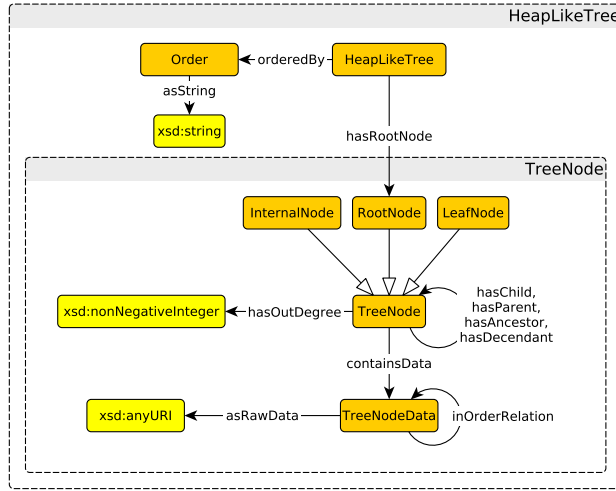 HeapLikeTree
Order
orderedBy
HeapLikeTree
asString
xsd:string
hasRootNode
TreeNode
InternalNode
RootNode
LeafNode
xsd:nonNegativeInteger
hasOutDegree
TreeNode
hasChild,
hasParent,
hasAncestor,
hasDecendant
containsData
xsd:anyURI
asRawData
TreeNodeData
inOrderRelation